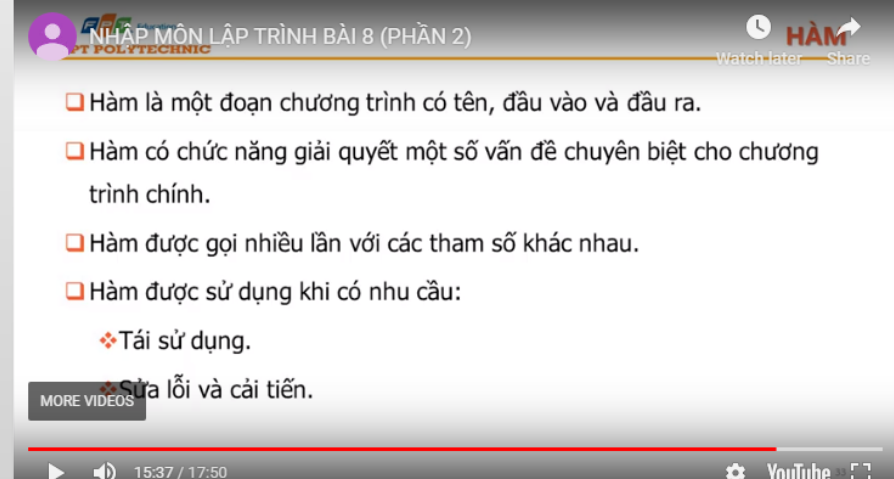 FPT Education
NHẬP MÔN LẬP TRÌNH BÀI 8 (PHẦN 2)
PT POLYTECHNIC
HÀM
Watch later
Share
Hàm là một đoạn chương trình có tên, đầu vào và đầu ra.
Hàm có chức năng giải quyết một số vấn đề chuyên biệt cho chương
trình chính.
Hàm được gọi nhiều lần với các tham số khác nhau.
Hàm được sử dụng khi có nhu cầu:
Tái sử dụng.
Sửa lỗi và cải tiến.
MORE VIDEOS
15:37 / 17:50
YouTube